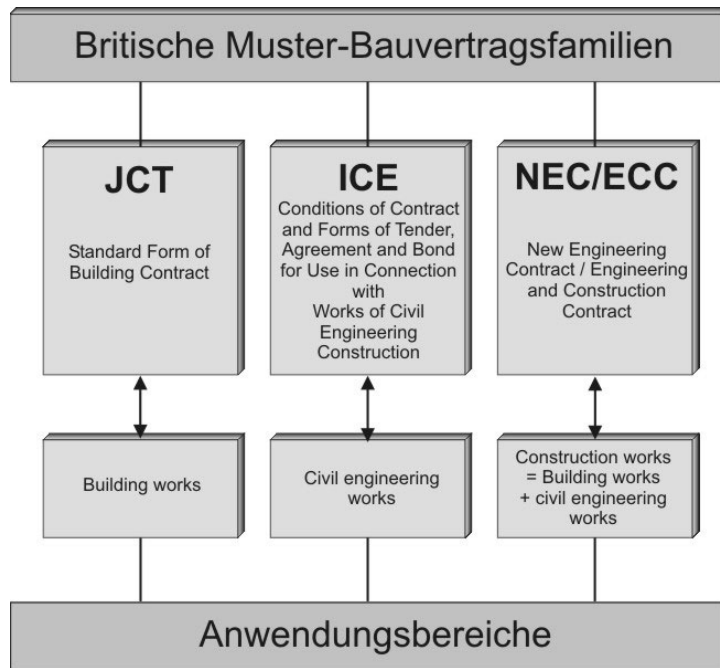 Britische Muster-Bauvertragsfamilien
JCT
Standard Form of
Building Contract
ICE
Conditions of Contract
and Forms of Tender,
Agreement and Bond
for Use in Connection
with
Works of Civil
Engineering
Construction
NEC/ECC
New Engineering
Contract / Engineering
and Construction
Contract
Building works
Civil engineering
works
Construction works
= Building works
+ civil engineering
works
Anwendungsbereiche